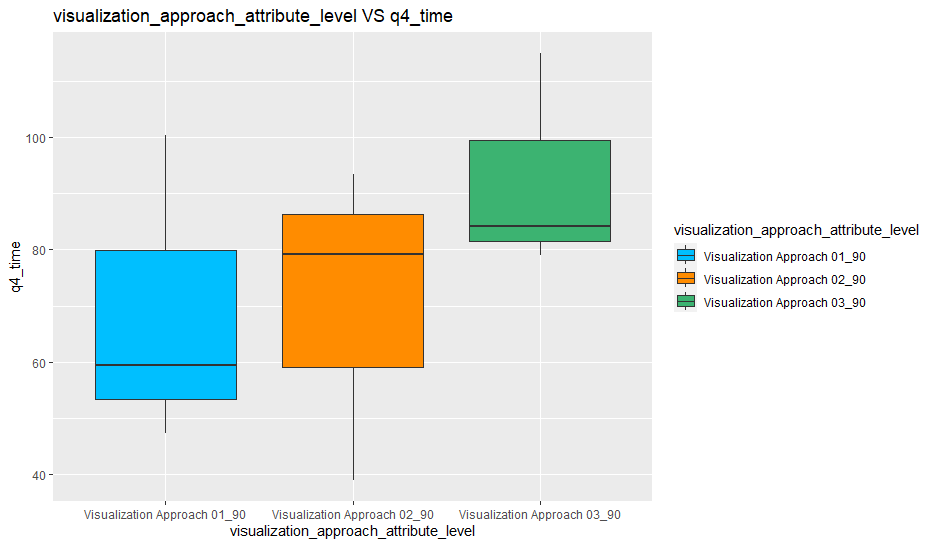 visualization_approach_attribute_level VS q4_time
q4_time
100
80
60
40
Visualization Approach 01_90
Visualization Approach 02_90
Visualization Approach 03_90
visualization_approach_attribute_level
visualization_approach_attribute_level
Visualization Approach 01_90
Visualization Approach 02_90
Visualization Approach 03_90